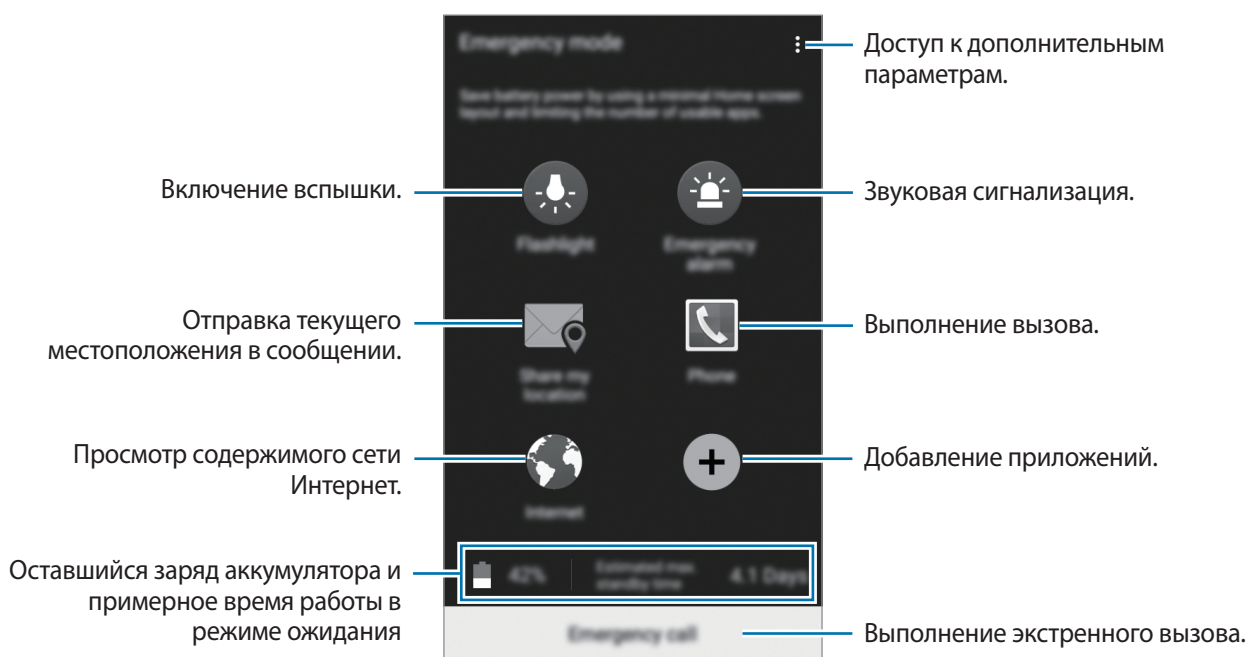 Emergency mode
Доступ к дополнительным
параметрам.
Save battery power by using a minimal Home screen
layout and limiting the number of usable apps.
Включение вспышки.
Звуковая сигнализация.
Flashlight
Emergency
alarm
Отправка текущего
местоположения в сообщении.
Выполнение вызова.
Share my
location
Phone
Просмотр содержимого сети
Интернет.
Добавление приложений.
Internet
Оставшийся заряд аккумулятора и
примерное время работы в
режиме ожидания
42%
Estimated max.
standby time
4.1 Days
Emergency call
Выполнение экстренного вызова.